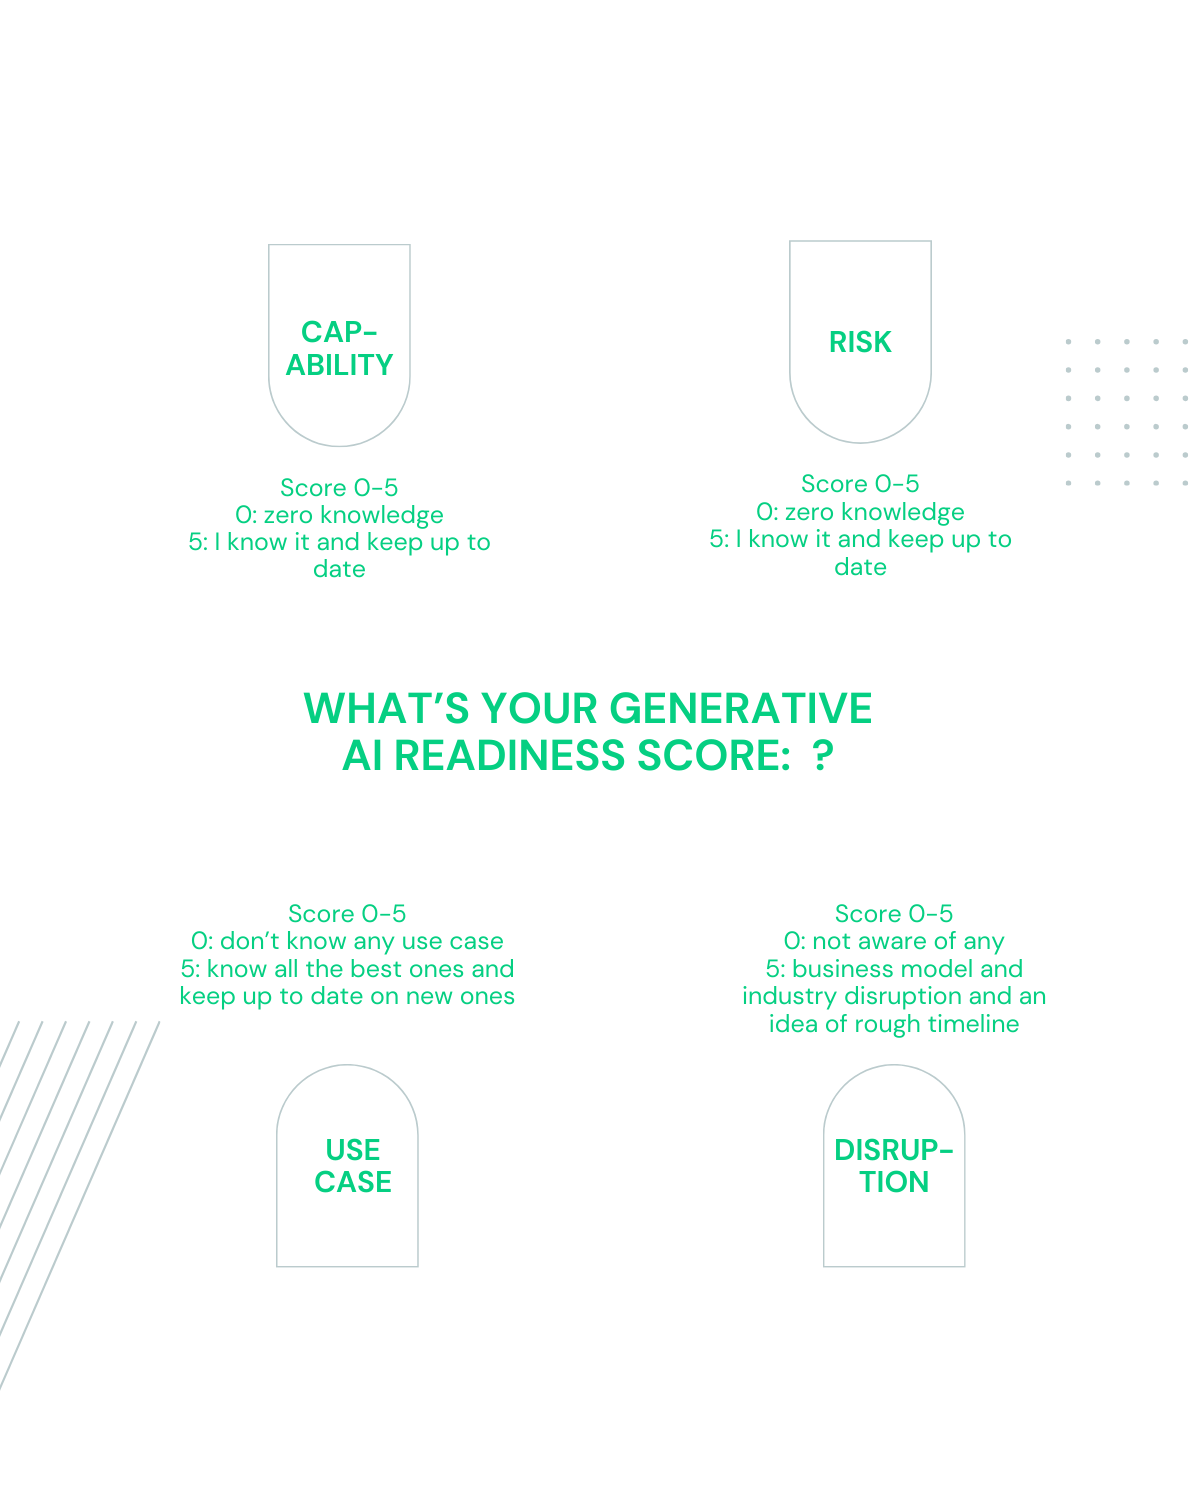 CAP-
ABILITY
Score 0-5
0: zero knowledge
5: I know it and keep up to
date
RISK
Score 0-5
0: zero knowledge
5: I know it and keep up to
date
WHAT’S YOUR GENERATIVE
AI READINESS SCORE:  ?
Score 0-5
0: don’t know any use case
5: know all the best ones and
keep up to date on new ones
USE
CASE
Score 0-5
0: not aware of any
5: business model and
industry disruption and an
idea of rough timeline
DISRUP-
TION